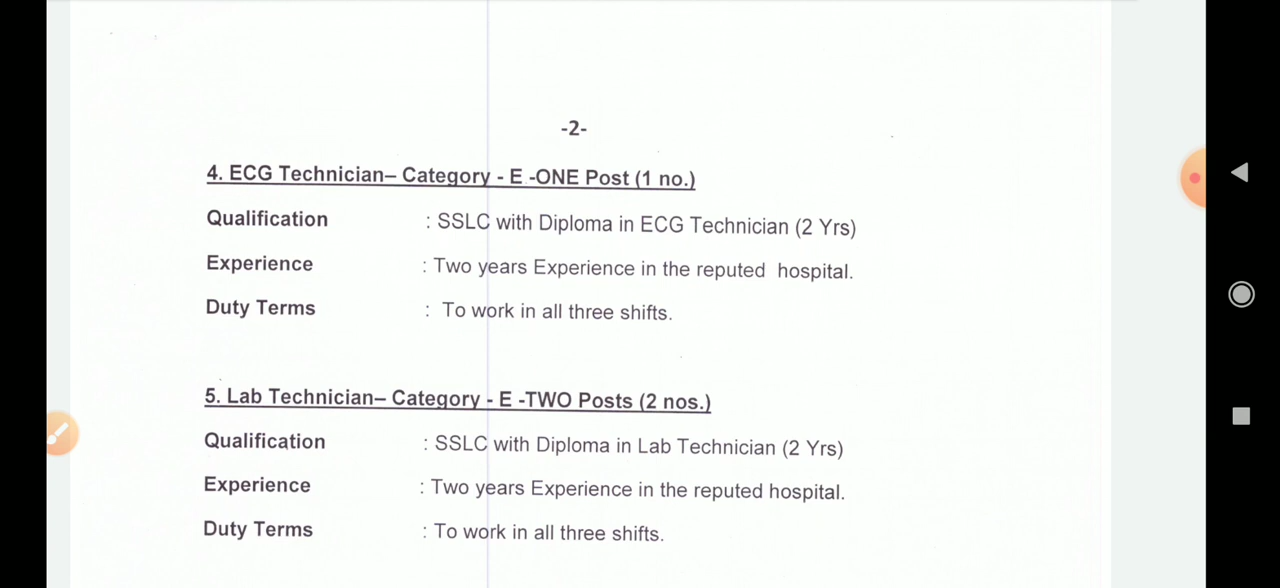 -2-
4. ECG Technician– Category - E -ONE Post (1 no.)
Qualification : SSLC with Diploma in ECG Technician (2 Yrs)
Experience : Two years Experience in the reputed hospital.
Duty Terms : To work in all three shifts.
5. Lab Technician– Category - E -TWO Posts (2 nos.)
Qualification : SSLC with Diploma in Lab Technician (2 Yrs)
Experience : Two years Experience in the reputed hospital.
Duty Terms : To work in all three shifts.